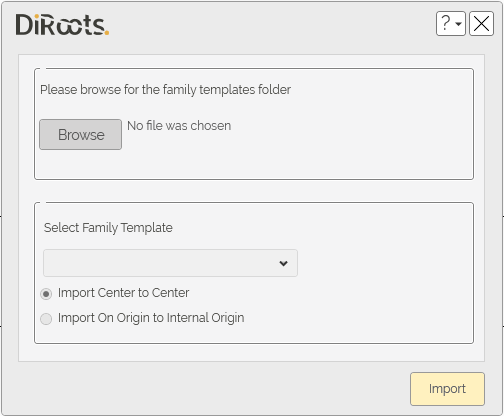 DiRoots.
?
Please browse for the family templates folder
Browse
No file was chosen
Select Family Template
Import Center to Center
Import On Origin to Internal Origin
Import